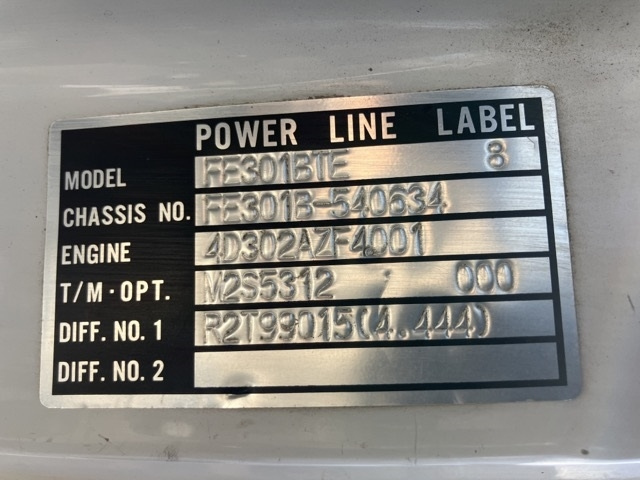 POWER LINE LABEL
MODEL FE301BTE 8
CHASSIS NO. FE301B-540634
ENGINE 4D302AZF4001
T/M·OPT. M2S5312 000
DIFF. NO. 1 R2T99015(4.444)
DIFF. NO. 2